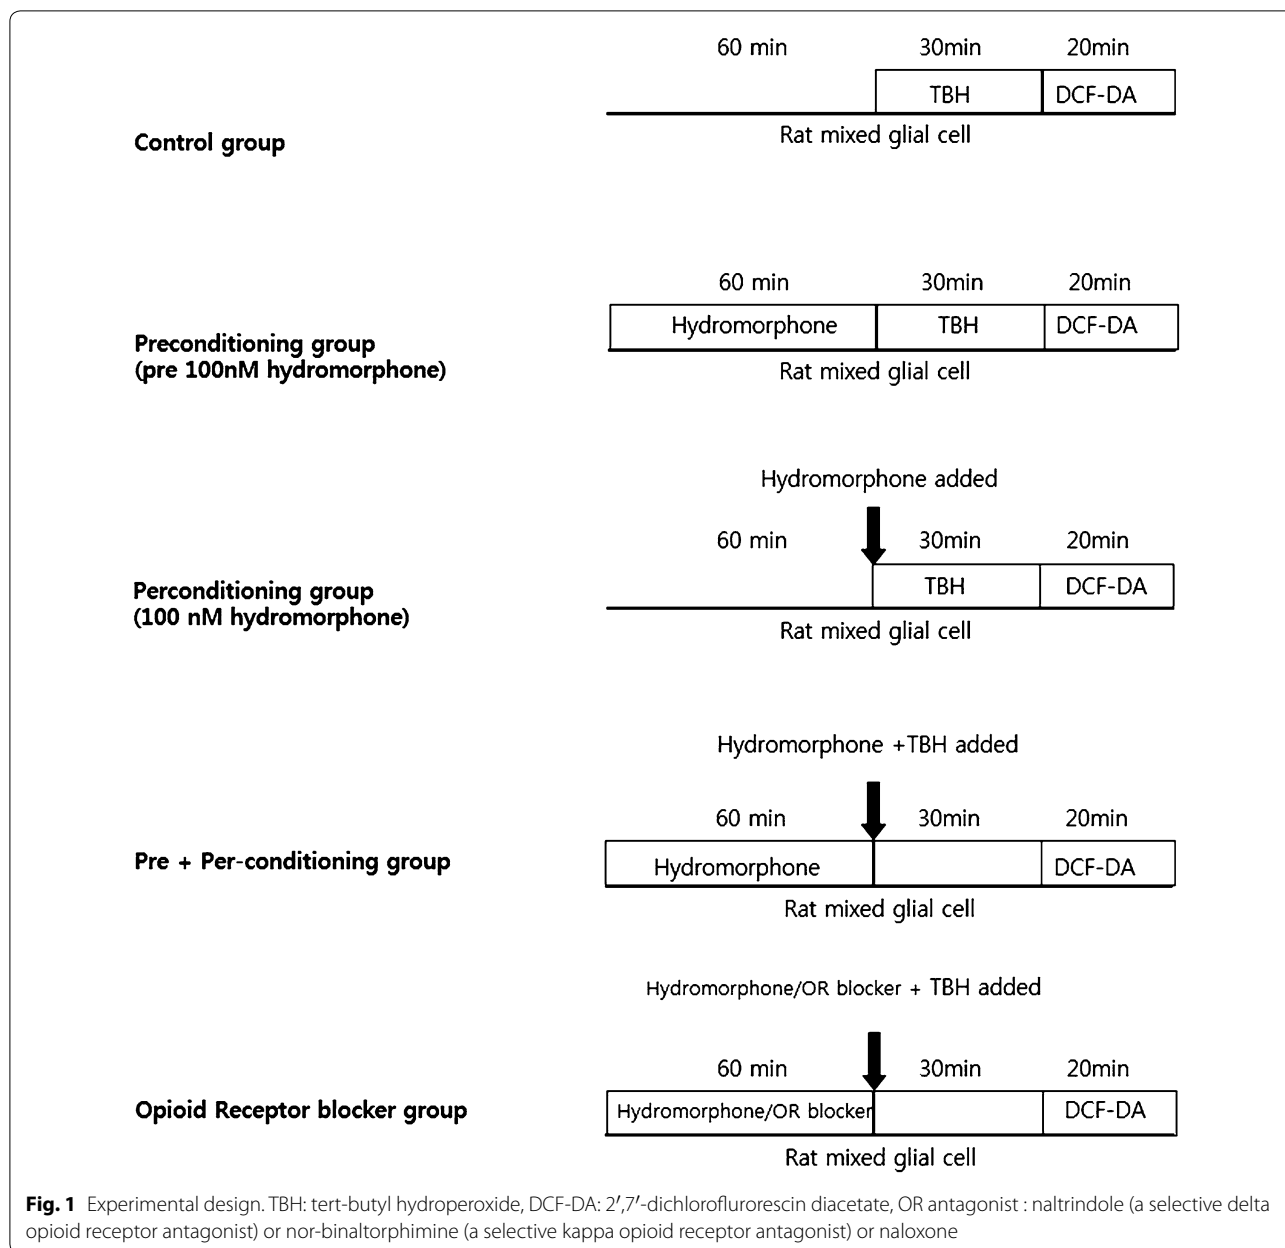 60 min 30min 20min
TBH DCF-DA
Control group
Rat mixed glial cell
60 min 30min 20min
Hydromorphone TBH DCF-DA
Preconditioning group
(pre 100nM hydromorphone)
Rat mixed glial cell
Hydromorphone added
60 min 30min 20min
TBH DCF-DA
Perconditioning group
(100 nM hydromorphone)
Rat mixed glial cell
Hydromorphone +TBH added
60 min 30min 20min
Pre + Per-conditioning group
Hydromorphone DCF-DA
Rat mixed glial cell
Hydromorphone/OR blocker + TBH added
60 min 30min 20min
Opioid Receptor blocker group
Hydromorphone/OR blocker DCF-DA
Rat mixed glial cell
Fig. 1 Experimental design. TBH: tert-butyl hydroperoxide, DCF-DA: 2′,7′-dichloroflurorescin diacetate, OR antagonist : naltrindole (a selective delta
opioid receptor antagonist) or nor-binaltorphimine (a selective kappa opioid receptor antagonist) or naloxone